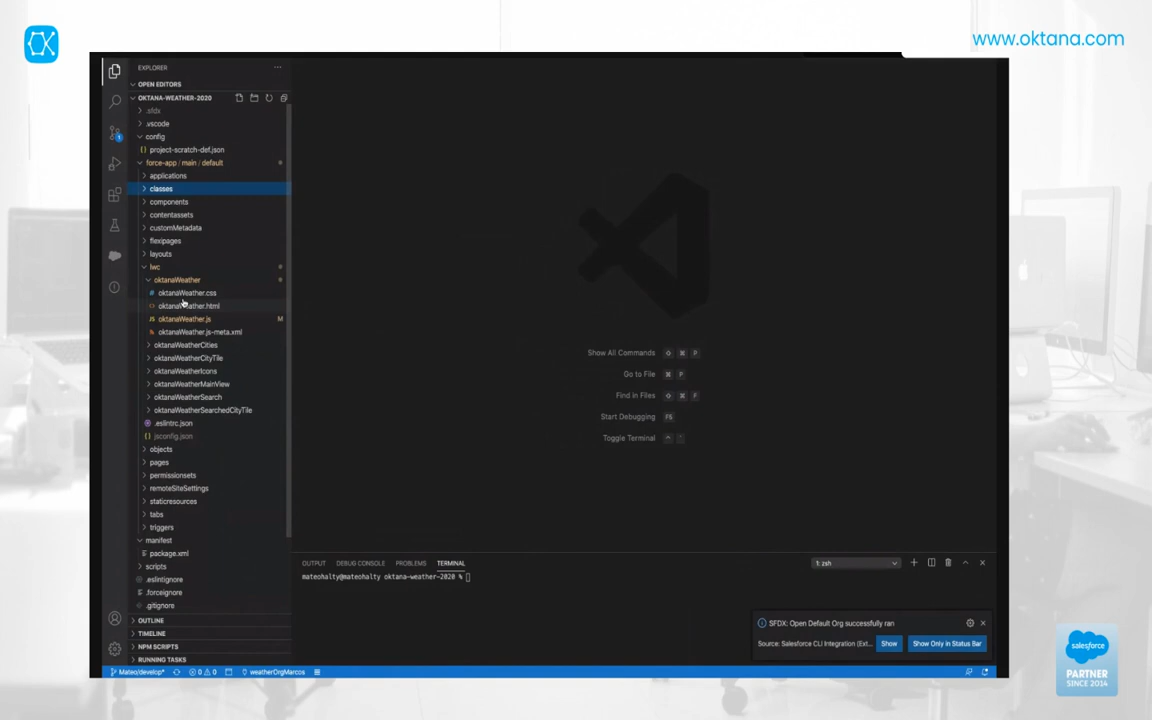 www.oktana.com
EXPLORER
OPEN EDITORS
OKTANA-WEATHER-2020
.sfdx
.vscode
config
{} project-scratch-def.json
force-app / main / default
applications
classes
components
contentassets
customMetadata
flexipages
layouts
lwc
oktanaWeather
# oktanaWeather.css
<> oktanaWeather.html
JS oktanaWeather.js M
oktanaWeather.js-meta.xml
oktanaWeatherCities
oktanaWeatherCityTile
oktanaWeatherIcons
oktanaWeatherMainView
oktanaWeatherSearch
oktanaWeatherSearchedCityTile
.eslintrc.json
{} jsconfig.json
objects
pages
permissionsets
remoteSiteSettings
staticresources
tabs
triggers
manifest
package.xml
scripts
.eslintignore
.forceignore
.gitignore
OUTLINE
TIMELINE
NPM SCRIPTS
RUNNING TASKS
Show All Commands ⇧ ⌘ P
Go to File ⌘ P
Find in Files ⇧ ⌘ F
Start Debugging F5
Toggle Terminal ⌃ `
OUTPUT DEBUG CONSOLE PROBLEMS TERMINAL
1: zsh
mateohalty@mateohalty oktana-weather-2020 %
SFDX: Open Default Org successfully ran
Source: Salesforce CLI Integration (Ext...
Show
Show Only in Status Bar
Mateo/develop* 0 0 weatherOrgMarcos
salesforce
PARTNER
SINCE 2014